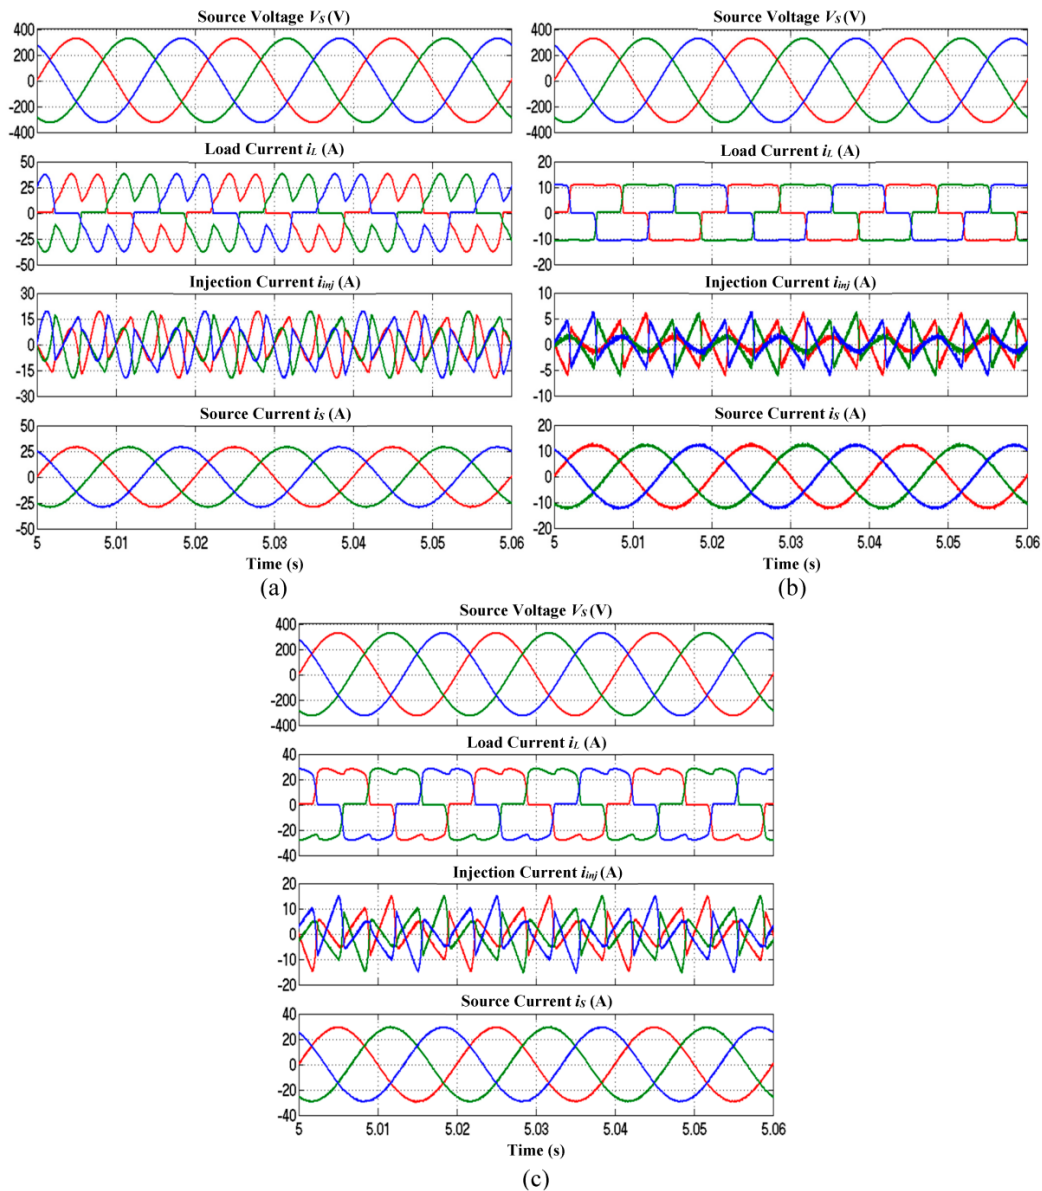 Source Voltage VS (V)
400
200
0
-200
-400
Load Current iL (A)
50
25
0
-25
-50
Injection Current iinj (A)
30
15
0
-15
-30
Source Current iS (A)
50
25
0
-25
-50
5 5.01 5.02 5.03 5.04 5.05 5.06
Time (s)
(a)
Source Voltage VS (V)
400
200
0
-200
-400
Load Current iL (A)
20
10
0
-10
-20
Injection Current iinj (A)
10
5
0
-5
-10
Source Current iS (A)
20
10
0
-10
-20
5 5.01 5.02 5.03 5.04 5.05 5.06
Time (s)
(b)
Source Voltage VS (V)
400
200
0
-200
-400
Load Current iL (A)
40
20
0
-20
-40
Injection Current iinj (A)
20
10
0
-10
-20
Source Current iS (A)
40
20
0
-20
-40
5 5.01 5.02 5.03 5.04 5.05 5.06
Time (s)
(c)